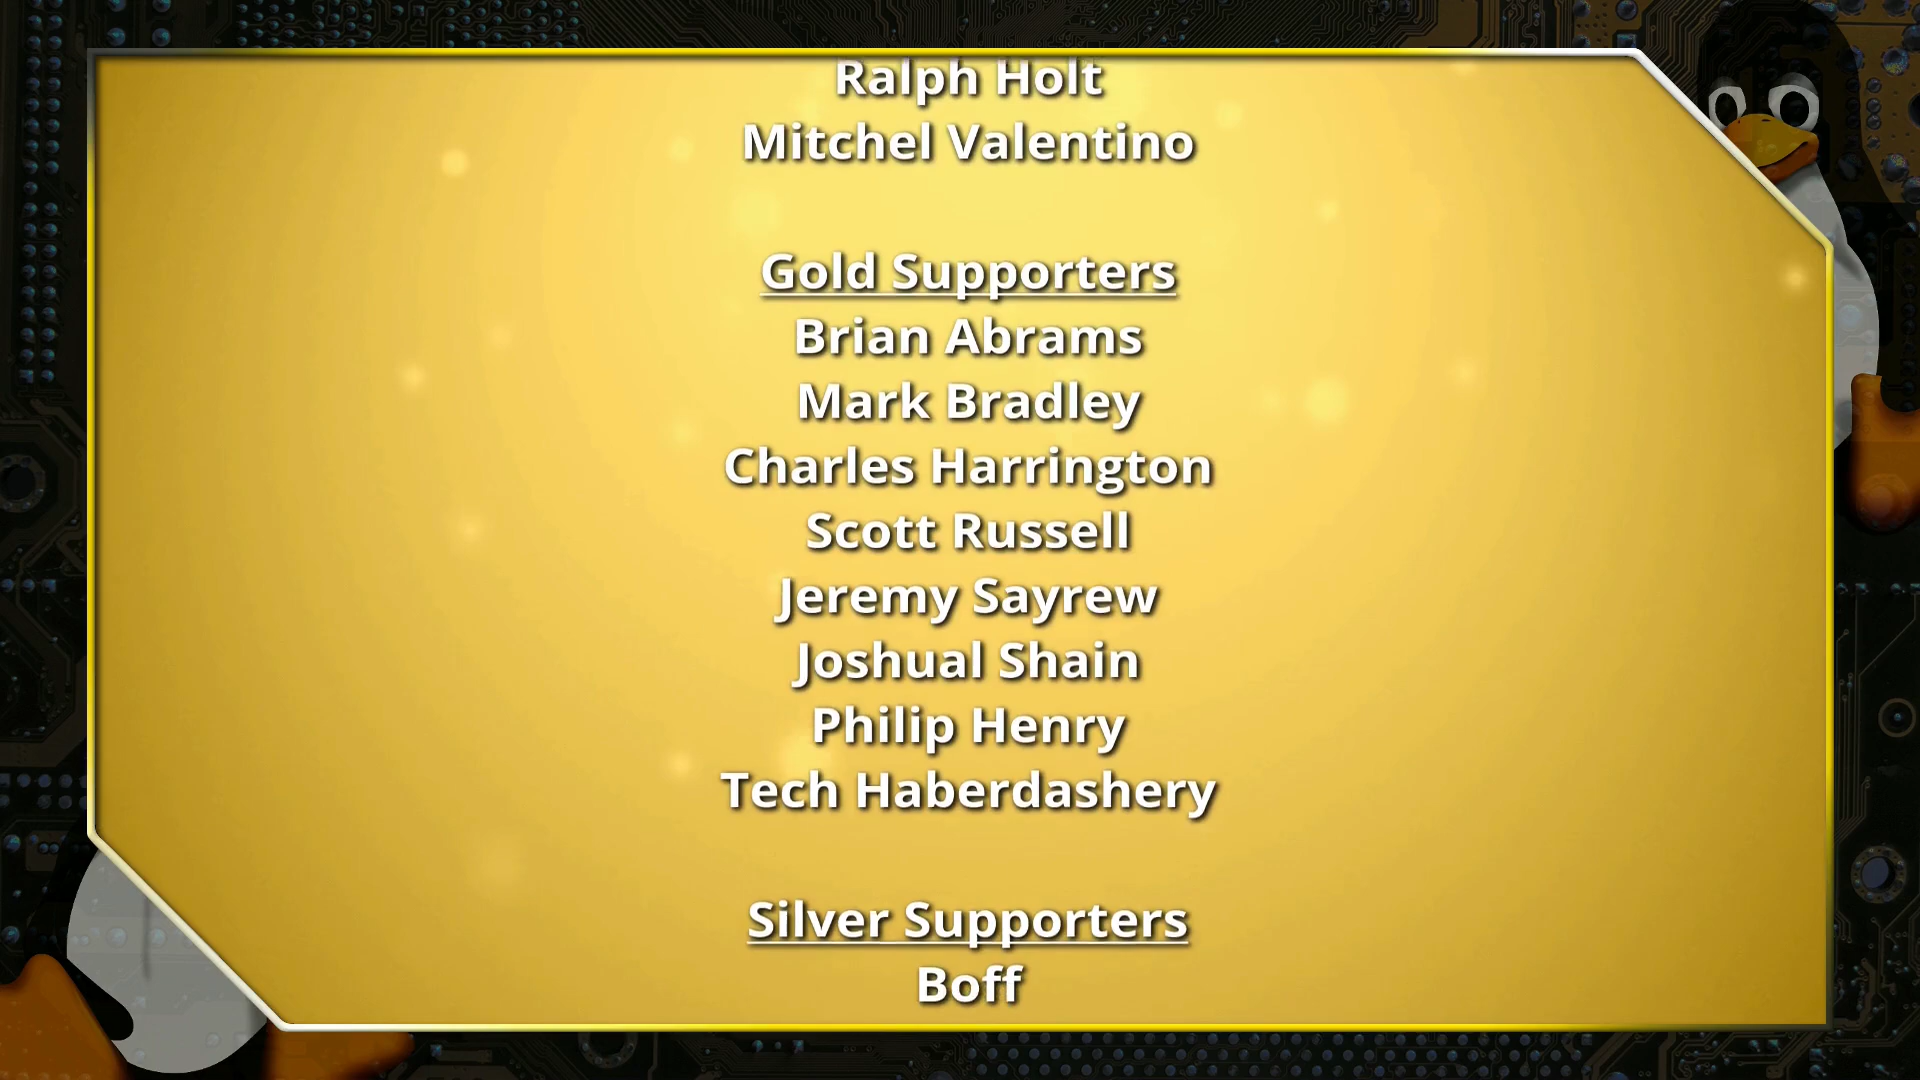 Ralph Holt
Mitchel Valentino
Gold Supporters
Brian Abrams
Mark Bradley
Charles Harrington
Scott Russell
Jeremy Sayrew
Joshual Shain
Philip Henry
Tech Haberdashery
Silver Supporters
Boff